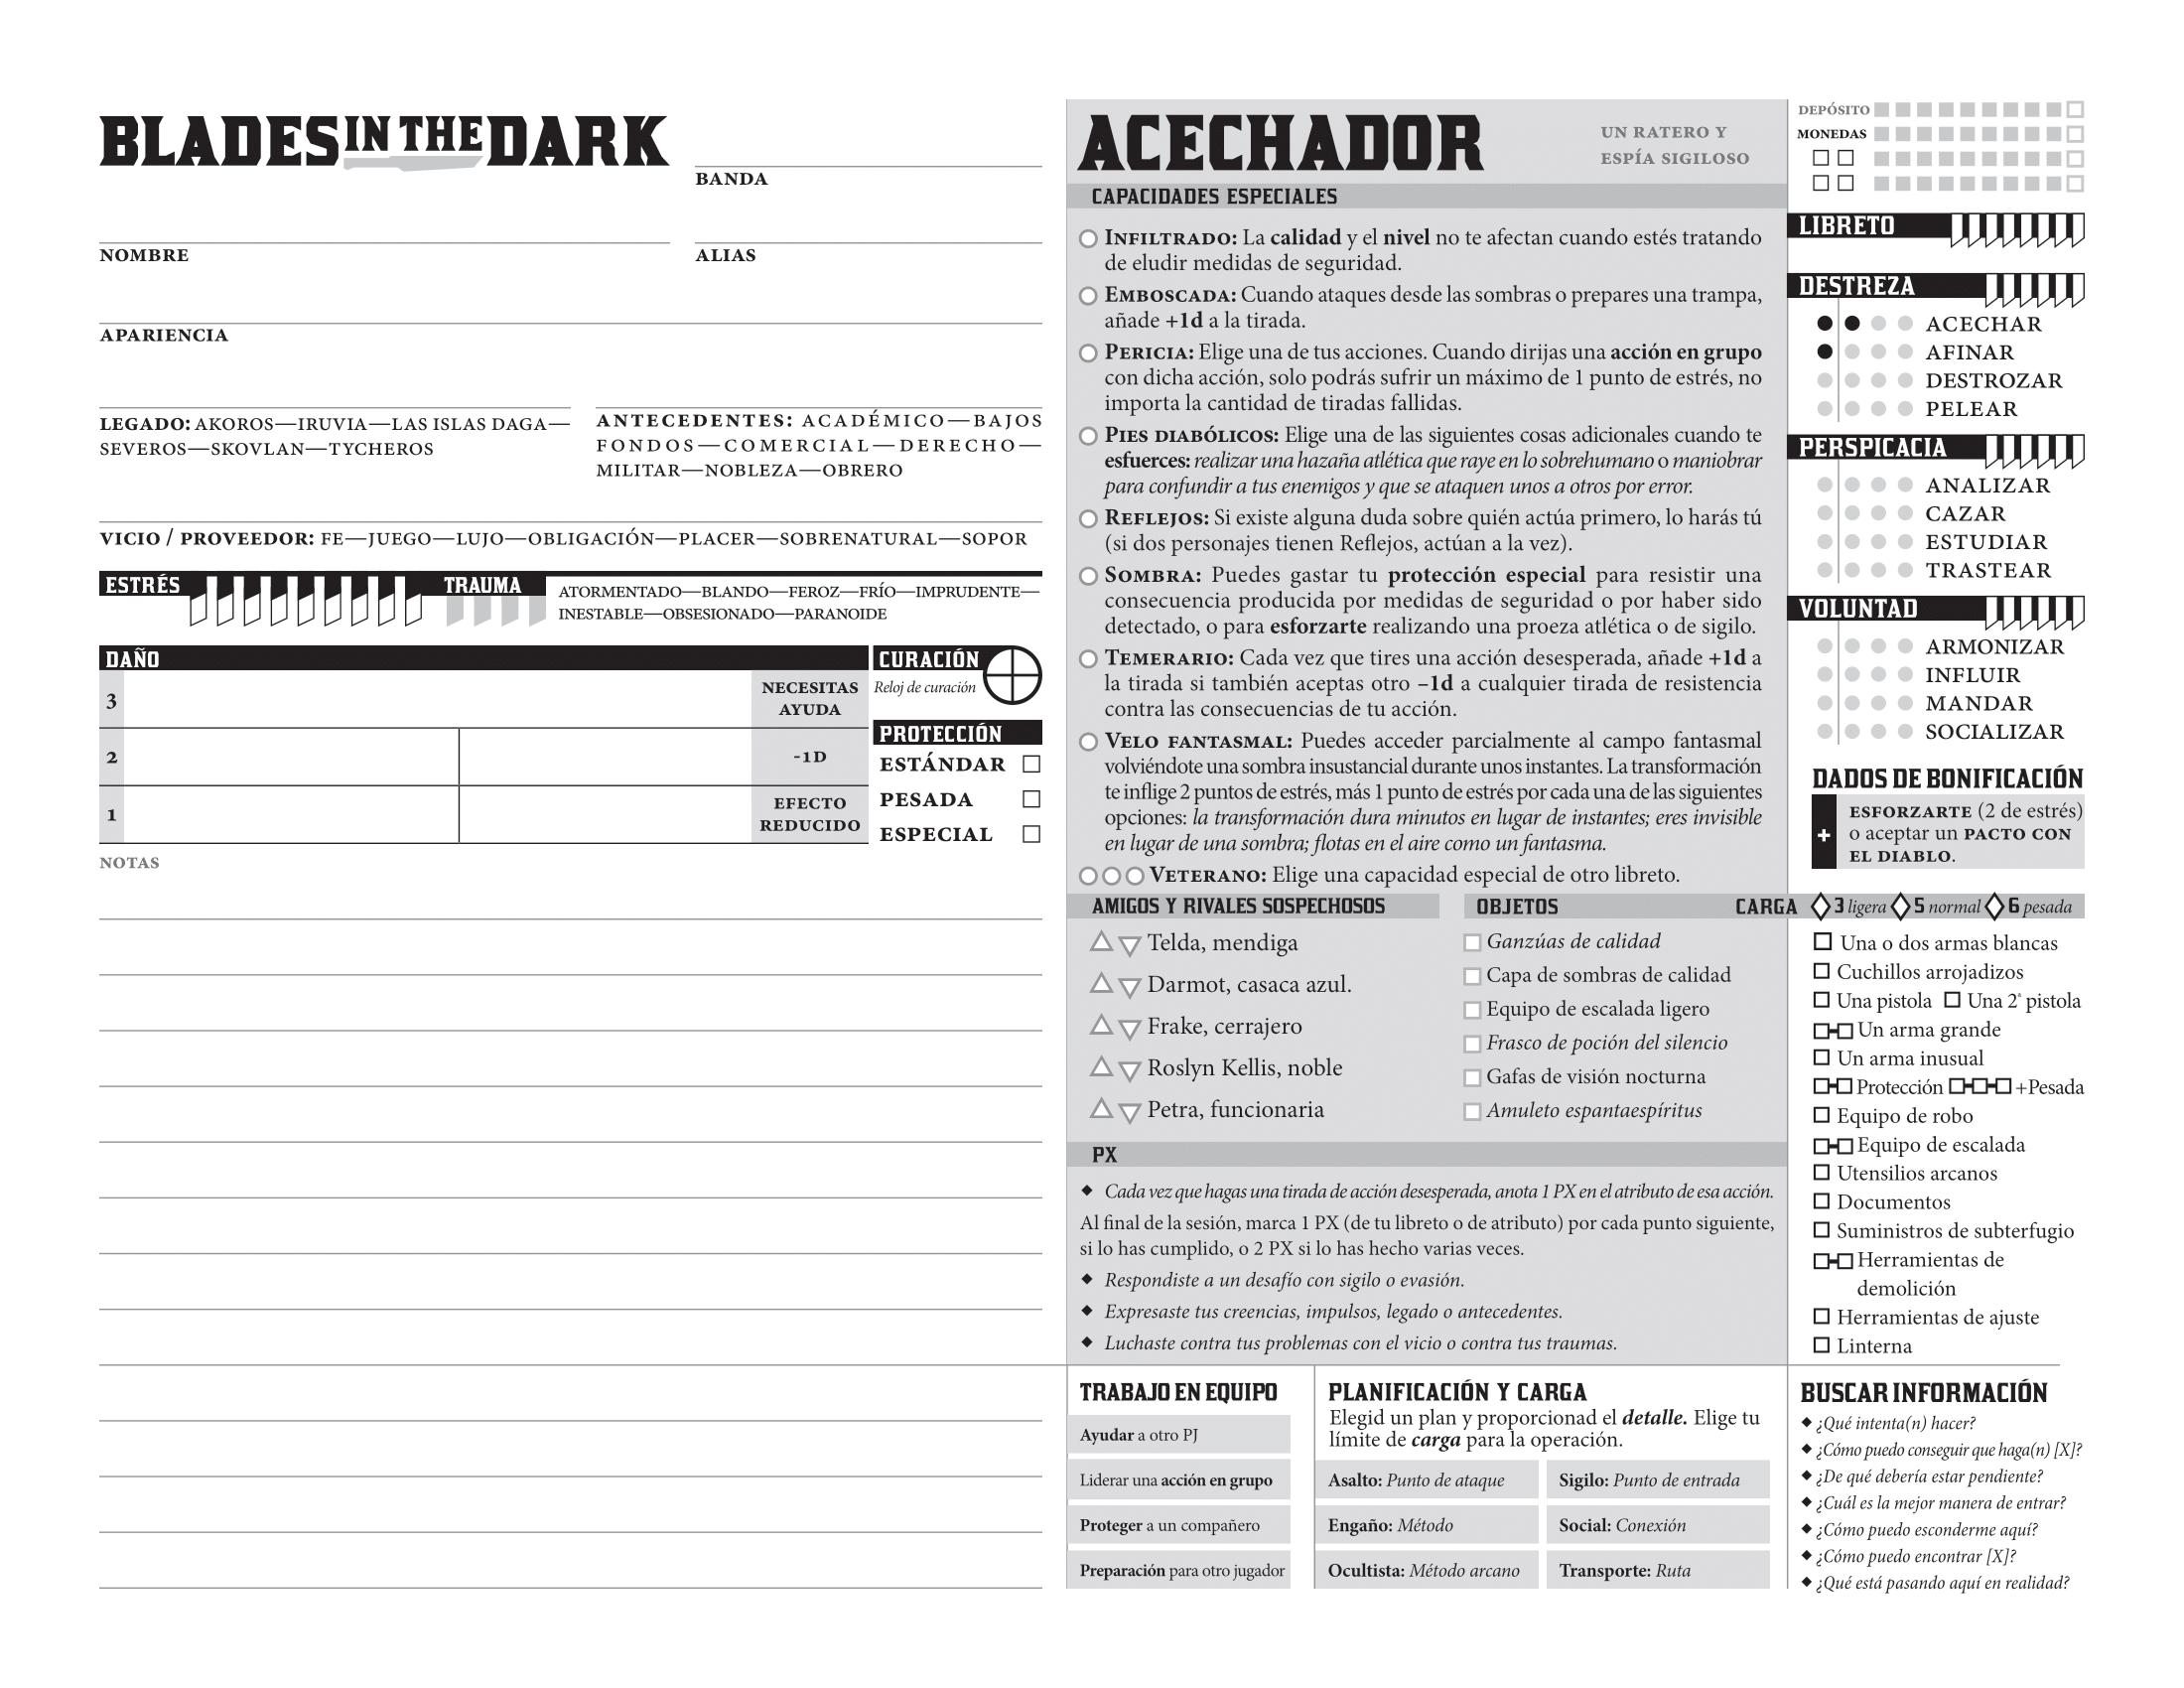 BLADES IN THE DARK
BANDA
NOMBRE
ALIAS
APARIENCIA
LEGADO: AKOROS—IRUVIA—LAS ISLAS DAGA—
SEVEROS—SKOVLAN—TYCHEROS
ANTECEDENTES: ACADÉMICO—BAJOS
FONDOS—COMERCIAL—DERECHO—
MILITAR—NOBLEZA—OBRERO
VICIO / PROVEEDOR: FE—JUEGO—LUJO—OBLIGACIÓN—PLACER—SOBRENATURAL—SOPOR
ESTRÉS
TRAUMA
ATORMENTADO—BLANDO—FEROZ—FRÍO—IMPRUDENTE—
INESTABLE—OBSESIONADO—PARANOIDE
DAÑO
3
NECESITAS
AYUDA
2
-1D
1
EFECTO
REDUCIDO
CURACIÓN
Reloj de curación
PROTECCIÓN
ESTÁNDAR
PESADA
ESPECIAL
NOTAS
ACECHADOR
UN RATERO Y
ESPÍA SIGILOSO
CAPACIDADES ESPECIALES
INFILTRADO: La calidad y el nivel no te afectan cuando estés tratando
de eludir medidas de seguridad.
EMBOSCADA: Cuando ataques desde las sombras o prepares una trampa,
añade +1d a la tirada.
PERICIA: Elige una de tus acciones. Cuando dirijas una acción en grupo
con dicha acción, solo podrás sufrir un máximo de 1 punto de estrés, no
importa la cantidad de tiradas fallidas.
PIES DIABÓLICOS: Elige una de las siguientes cosas adicionales cuando te
esfuerces: realizar una hazaña atlética que raye en lo sobrehumano o maniobrar
para confundir a tus enemigos y que se ataquen unos a otros por error.
REFLEJOS: Si existe alguna duda sobre quién actúa primero, lo harás tú
(si dos personajes tienen Reflejos, actúan a la vez).
SOMBRA: Puedes gastar tu protección especial para resistir una
consecuencia producida por medidas de seguridad o por haber sido
detectado, o para esforzarte realizando una proeza atlética o de sigilo.
TEMERARIO: Cada vez que tires una acción desesperada, añade +1d a
la tirada si también aceptas otro –1d a cualquier tirada de resistencia
contra las consecuencias de tu acción.
VELO FANTASMAL: Puedes acceder parcialmente al campo fantasmal
volviéndote una sombra insustancial durante unos instantes. La transformación
te inflige 2 puntos de estrés, más 1 punto de estrés por cada una de las siguientes
opciones: la transformación dura minutos en lugar de instantes; eres invisible
en lugar de una sombra; flotas en el aire como un fantasma.
VETERANO: Elige una capacidad especial de otro libreto.
AMIGOS Y RIVALES SOSPECHOSOS
Telda, mendiga
Darmot, casaca azul.
Frake, cerrajero
Roslyn Kellis, noble
Petra, funcionaria
OBJETOS
Ganzúas de calidad
Capa de sombras de calidad
Equipo de escalada ligero
Frasco de poción del silencio
Gafas de visión nocturna
Amuleto espantaespíritus
PX
Cada vez que hagas una tirada de acción desesperada, anota 1 PX en el atributo de esa acción.
Al final de la sesión, marca 1 PX (de tu libreto o de atributo) por cada punto siguiente,
si lo has cumplido, o 2 PX si lo has hecho varias veces.
Respondiste a un desafío con sigilo o evasión.
Expresaste tus creencias, impulsos, legado o antecedentes.
Luchaste contra tus problemas con el vicio o contra tus traumas.
TRABAJO EN EQUIPO
Ayudar a otro PJ
Liderar una acción en grupo
Proteger a un compañero
Preparación para otro jugador
PLANIFICACIÓN Y CARGA
Elegid un plan y proporcionad el detalle. Elige tu
límite de carga para la operación.
Asalto: Punto de ataque
Sigilo: Punto de entrada
Engaño: Método
Social: Conexión
Ocultista: Método arcano
Transporte: Ruta
DEPÓSITO
MONEDAS
LIBRETO
DESTREZA
ACECHAR
AFINAR
DESTROZAR
PELEAR
PERSPICACIA
ANALIZAR
CAZAR
ESTUDIAR
TRASTEAR
VOLUNTAD
ARMONIZAR
INFLUIR
MANDAR
SOCIALIZAR
DADOS DE BONIFICACIÓN
+
ESFORZARTE (2 de estrés)
o aceptar un PACTO CON
EL DIABLO.
CARGA 3 ligera 5 normal 6 pesada
Una o dos armas blancas
Cuchillos arrojadizos
Una pistola Una 2ª pistola
Un arma grande
Un arma inusual
Protección +Pesada
Equipo de robo
Equipo de escalada
Utensilios arcanos
Documentos
Suministros de subterfugio
Herramientas de
demolición
Herramientas de ajuste
Linterna
BUSCAR INFORMACIÓN
¿Qué intenta(n) hacer?
¿Cómo puedo conseguir que haga(n) [X]?
¿De qué debería estar pendiente?
¿Cuál es la mejor manera de entrar?
¿Cómo puedo esconderme aquí?
¿Cómo puedo encontrar [X]?
¿Qué está pasando aquí en realidad?